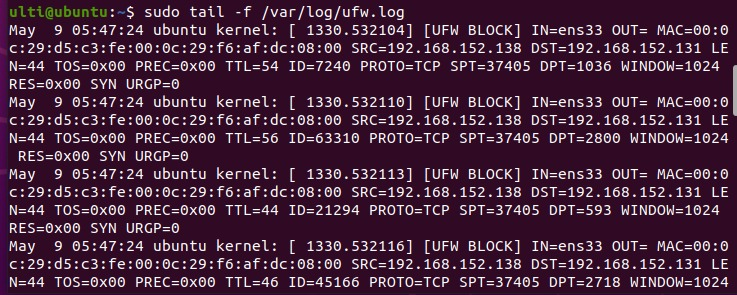 ulti@ubuntu:~$ sudo tail -f /var/log/ufw.log
May  9 05:47:24 ubuntu kernel: [ 1330.532104] [UFW BLOCK] IN=ens33 OUT= MAC=00:0
c:29:d5:c3:fe:00:0c:29:f6:af:dc:08:00 SRC=192.168.152.138 DST=192.168.152.131 LE
N=44 TOS=0x00 PREC=0x00 TTL=54 ID=7240 PROTO=TCP SPT=37405 DPT=1036 WINDOW=1024
RES=0x00 SYN URGP=0
May  9 05:47:24 ubuntu kernel: [ 1330.532110] [UFW BLOCK] IN=ens33 OUT= MAC=00:0
c:29:d5:c3:fe:00:0c:29:f6:af:dc:08:00 SRC=192.168.152.138 DST=192.168.152.131 LE
N=44 TOS=0x00 PREC=0x00 TTL=56 ID=63310 PROTO=TCP SPT=37405 DPT=2800 WINDOW=1024
 RES=0x00 SYN URGP=0
May  9 05:47:24 ubuntu kernel: [ 1330.532113] [UFW BLOCK] IN=ens33 OUT= MAC=00:0
c:29:d5:c3:fe:00:0c:29:f6:af:dc:08:00 SRC=192.168.152.138 DST=192.168.152.131 LE
N=44 TOS=0x00 PREC=0x00 TTL=44 ID=21294 PROTO=TCP SPT=37405 DPT=593 WINDOW=1024
RES=0x00 SYN URGP=0
May  9 05:47:24 ubuntu kernel: [ 1330.532116] [UFW BLOCK] IN=ens33 OUT= MAC=00:0
c:29:d5:c3:fe:00:0c:29:f6:af:dc:08:00 SRC=192.168.152.138 DST=192.168.152.131 LE
N=44 TOS=0x00 PREC=0x00 TTL=46 ID=45166 PROTO=TCP SPT=37405 DPT=2718 WINDOW=1024